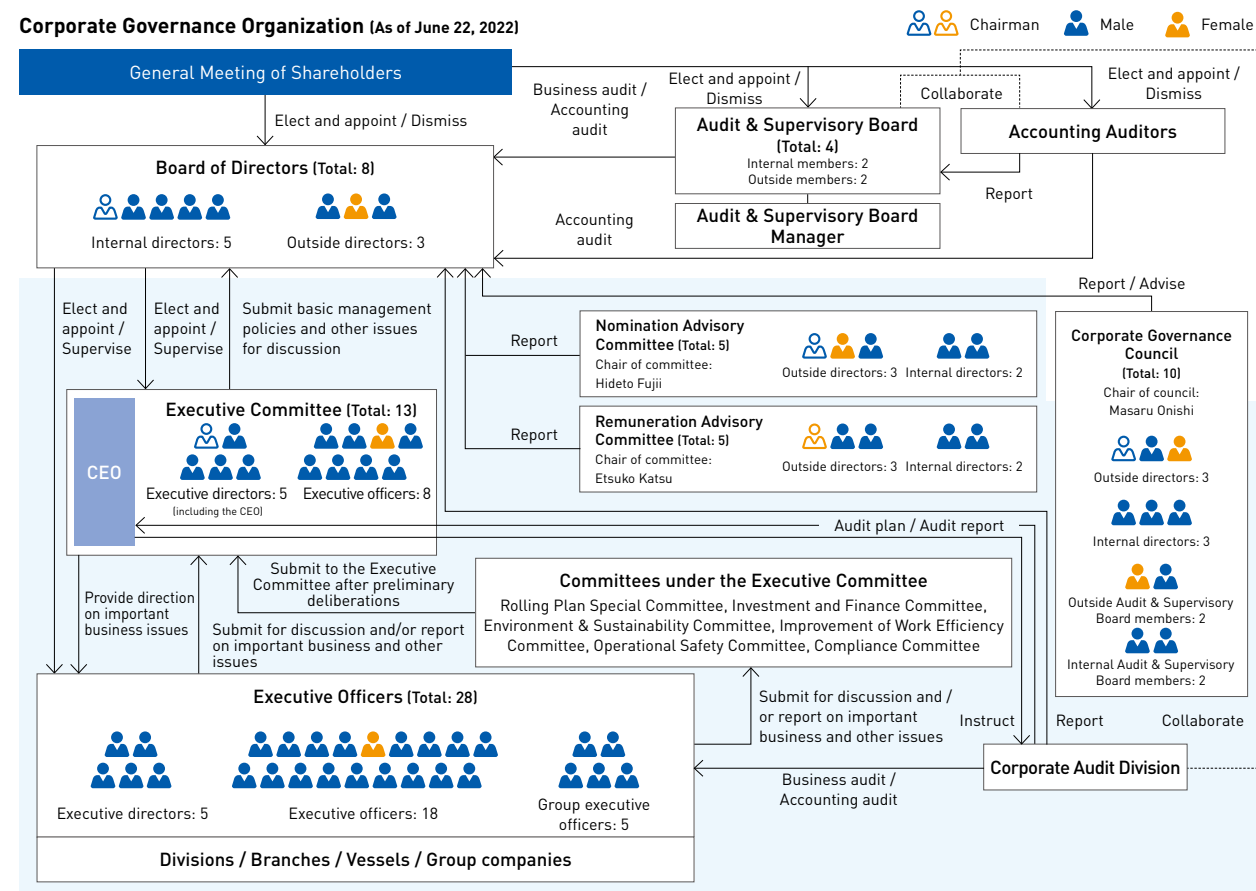 Corporate Governance Organization (As of June 22, 2022)
Chairman
Male
Female
General Meeting of Shareholders
Elect and appoint / Dismiss
Business audit /
Accounting
audit
Elect and appoint /
Dismiss
Collaborate
Elect and appoint /
Dismiss
Audit & Supervisory Board
(Total: 4)
Internal members: 2
Outside members: 2
Accounting Auditors
Report
Audit & Supervisory Board
Manager
Accounting
audit
Board of Directors (Total: 8)
Internal directors: 5
Outside directors: 3
Elect and
appoint /
Supervise
Elect and
appoint /
Supervise
Submit basic management
policies and other issues
for discussion
Report
Nomination Advisory
Committee (Total: 5)
Chair of committee:
Hideto Fujii
Outside directors: 3
Internal directors: 2
Report
Remuneration Advisory
Committee (Total: 5)
Chair of committee:
Etsuko Katsu
Outside directors: 3
Internal directors: 2
Report / Advise
Corporate Governance
Council
(Total: 10)
Chair of council:
Masaru Onishi
Outside directors: 3
Internal directors: 3
Outside Audit & Supervisory
Board members: 2
Internal Audit & Supervisory
Board members: 2
Executive Committee (Total: 13)
CEO
Executive directors: 5
(including the CEO)
Executive officers: 8
Audit plan / Audit report
Provide direction
on important
business issues
Submit to the Executive
Committee after preliminary
deliberations
Submit for discussion and/or report
on important business and other
issues
Committees under the Executive Committee
Rolling Plan Special Committee, Investment and Finance Committee,
Environment & Sustainability Committee, Improvement of Work Efficiency
Committee, Operational Safety Committee, Compliance Committee
Submit for discussion and /
or report on important
business and other issues
Instruct
Report
Collaborate
Executive Officers (Total: 28)
Executive directors: 5
Executive officers: 18
Group executive
officers: 5
Business audit /
Accounting audit
Corporate Audit Division
Divisions / Branches / Vessels / Group companies